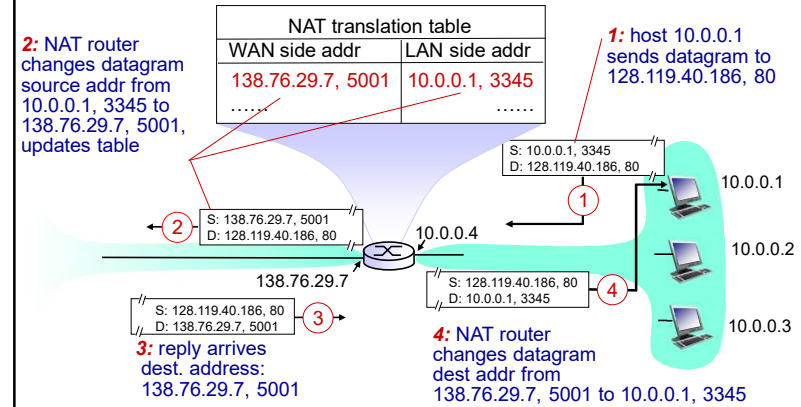 NAT translation table
WAN side addr LAN side addr
138.76.29.7, 5001 10.0.0.1, 3345
…… ……
2: NAT router
changes datagram
source addr from
10.0.0.1, 3345 to
138.76.29.7, 5001,
updates table
1: host 10.0.0.1
sends datagram to
128.119.40.186, 80
S: 10.0.0.1, 3345
D: 128.119.40.186, 80
1
10.0.0.1
S: 138.76.29.7, 5001
D: 128.119.40.186, 80
2
10.0.0.4
10.0.0.2
138.76.29.7
S: 128.119.40.186, 80
D: 10.0.0.1, 3345
4
S: 128.119.40.186, 80
D: 138.76.29.7, 5001
3
10.0.0.3
3: reply arrives
dest. address:
138.76.29.7, 5001
4: NAT router
changes datagram
dest addr from
138.76.29.7, 5001 to 10.0.0.1, 3345